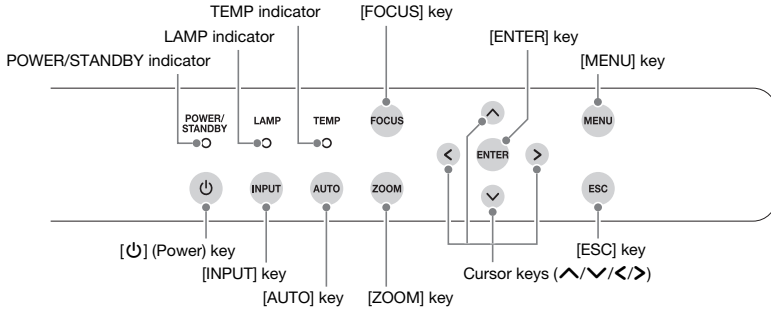 TEMP indicator
[FOCUS] key
LAMP indicator
[ENTER] key
POWER/STANDBY indicator
[MENU] key
POWER/
STANDBY
LAMP
TEMP
FOCUS
MENU
ENTER
INPUT
AUTO
ZOOM
ESC
[⏻] (Power) key
[ESC] key
[INPUT] key
Cursor keys (∧/∨/</>)
[AUTO] key
[ZOOM] key